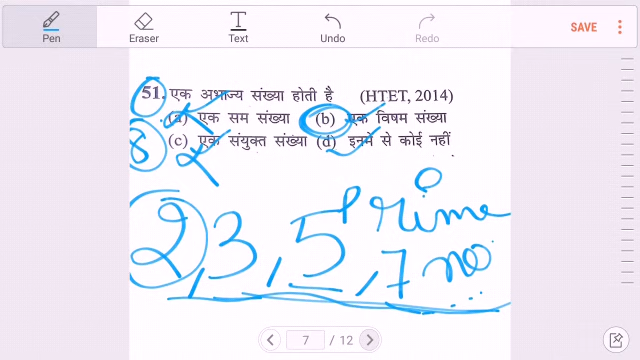 Pen Eraser Text Undo Redo SAVE
51. एक अभाज्य संख्या होती है (HTET, 2014)
(a) एक सम संख्या (b) एक विषम संख्या
8 (c) एक संयुक्त संख्या (d) इनमें से कोई नहीं
Prime
2, 3, 5, 7 no
7 / 12